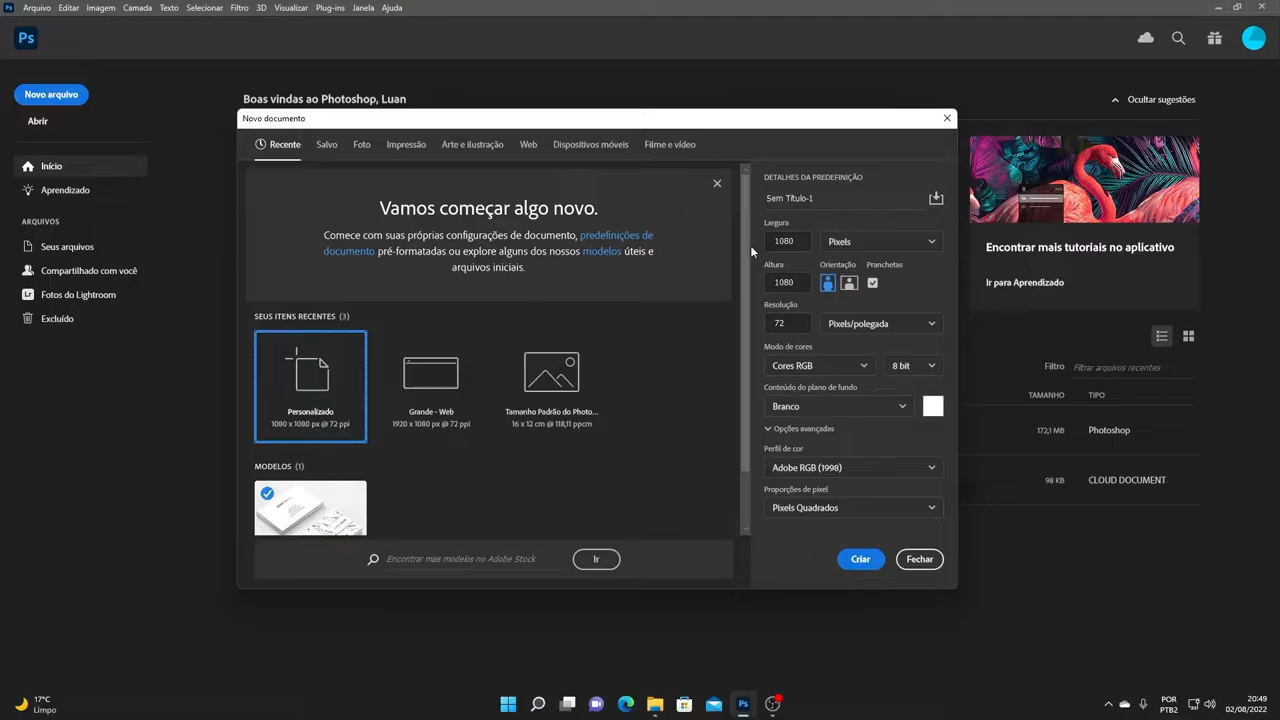 Ps Arquivo Editar Imagem Camada Texto Selecionar Filtro 3D Visualizar Plug-ins Janela Ajuda
Ps
Novo arquivo
Abrir
Início
Aprendizado
ARQUIVOS
Seus arquivos
Compartilhado com você
Lr Fotos do Lightroom
Excluído
Boas vindas ao Photoshop, Luan
Ocultar sugestões
Novo documento
Recente Salvo Foto Impressão Arte e ilustração Web Dispositivos móveis Filme e vídeo
Vamos começar algo novo.
Comece com suas próprias configurações de documento, predefinições de
documento pré-formatadas ou explore alguns dos nossos modelos úteis e
arquivos iniciais.
SEUS ITENS RECENTES (3)
Personalizado
1080 x 1080 px @ 72 ppi
Grande - Web
1920 x 1080 px @ 72 ppi
Tamanho Padrão do Photo...
16 x 12 cm @ 118,11 ppcm
MODELOS (1)
Encontrar mais modelos no Adobe Stock
Ir
DETALHES DA PREDEFINIÇÃO
Sem Título-1
Largura
1080 Pixels
Altura Orientação Pranchetas
1080
Resolução
72 Pixels/polegada
Modo de cores
Cores RGB 8 bit
Conteúdo do plano de fundo
Branco
Opções avançadas
Perfil de cor
Adobe RGB (1998)
Proporções de pixel
Pixels Quadrados
Criar Fechar
Encontrar mais tutoriais no aplicativo
Ir para Aprendizado
Filtro Filtrar arquivos recentes
TAMANHO TIPO
172,1 MB Photoshop
98 KB CLOUD DOCUMENT
17°C
Limpo
Ps
POR
PTB2
20:49
02/08/2022